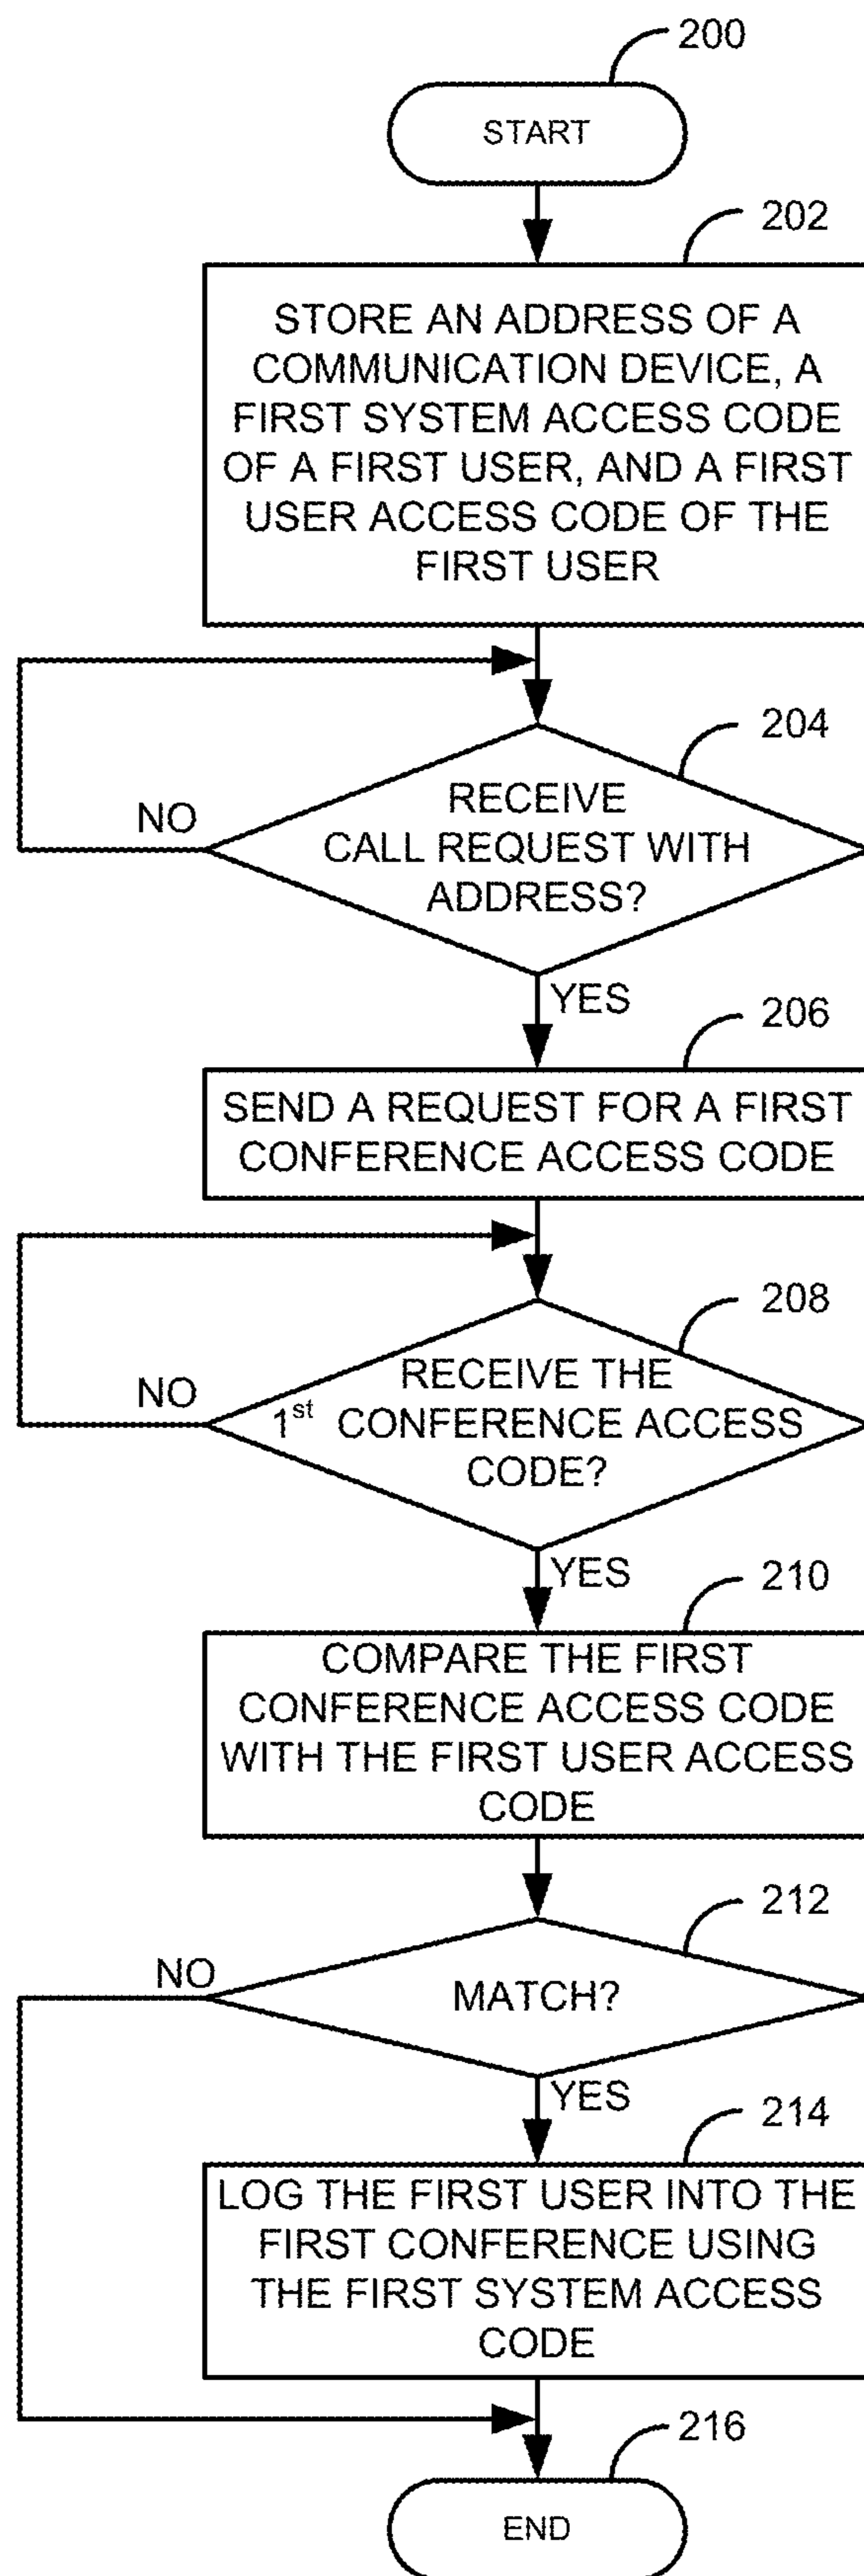 200
START
202
STORE AN ADDRESS OF A
COMMUNICATION DEVICE, A
FIRST SYSTEM ACCESS CODE
OF A FIRST USER, AND A FIRST
USER ACCESS CODE OF THE
FIRST USER
204
RECEIVE
CALL REQUEST WITH
ADDRESS?
NO
YES
206
SEND A REQUEST FOR A FIRST
CONFERENCE ACCESS CODE
208
RECEIVE THE
1st CONFERENCE ACCESS
CODE?
NO
YES
210
COMPARE THE FIRST
CONFERENCE ACCESS CODE
WITH THE FIRST USER ACCESS
CODE
212
MATCH?
NO
YES
214
LOG THE FIRST USER INTO THE
FIRST CONFERENCE USING
THE FIRST SYSTEM ACCESS
CODE
216
END